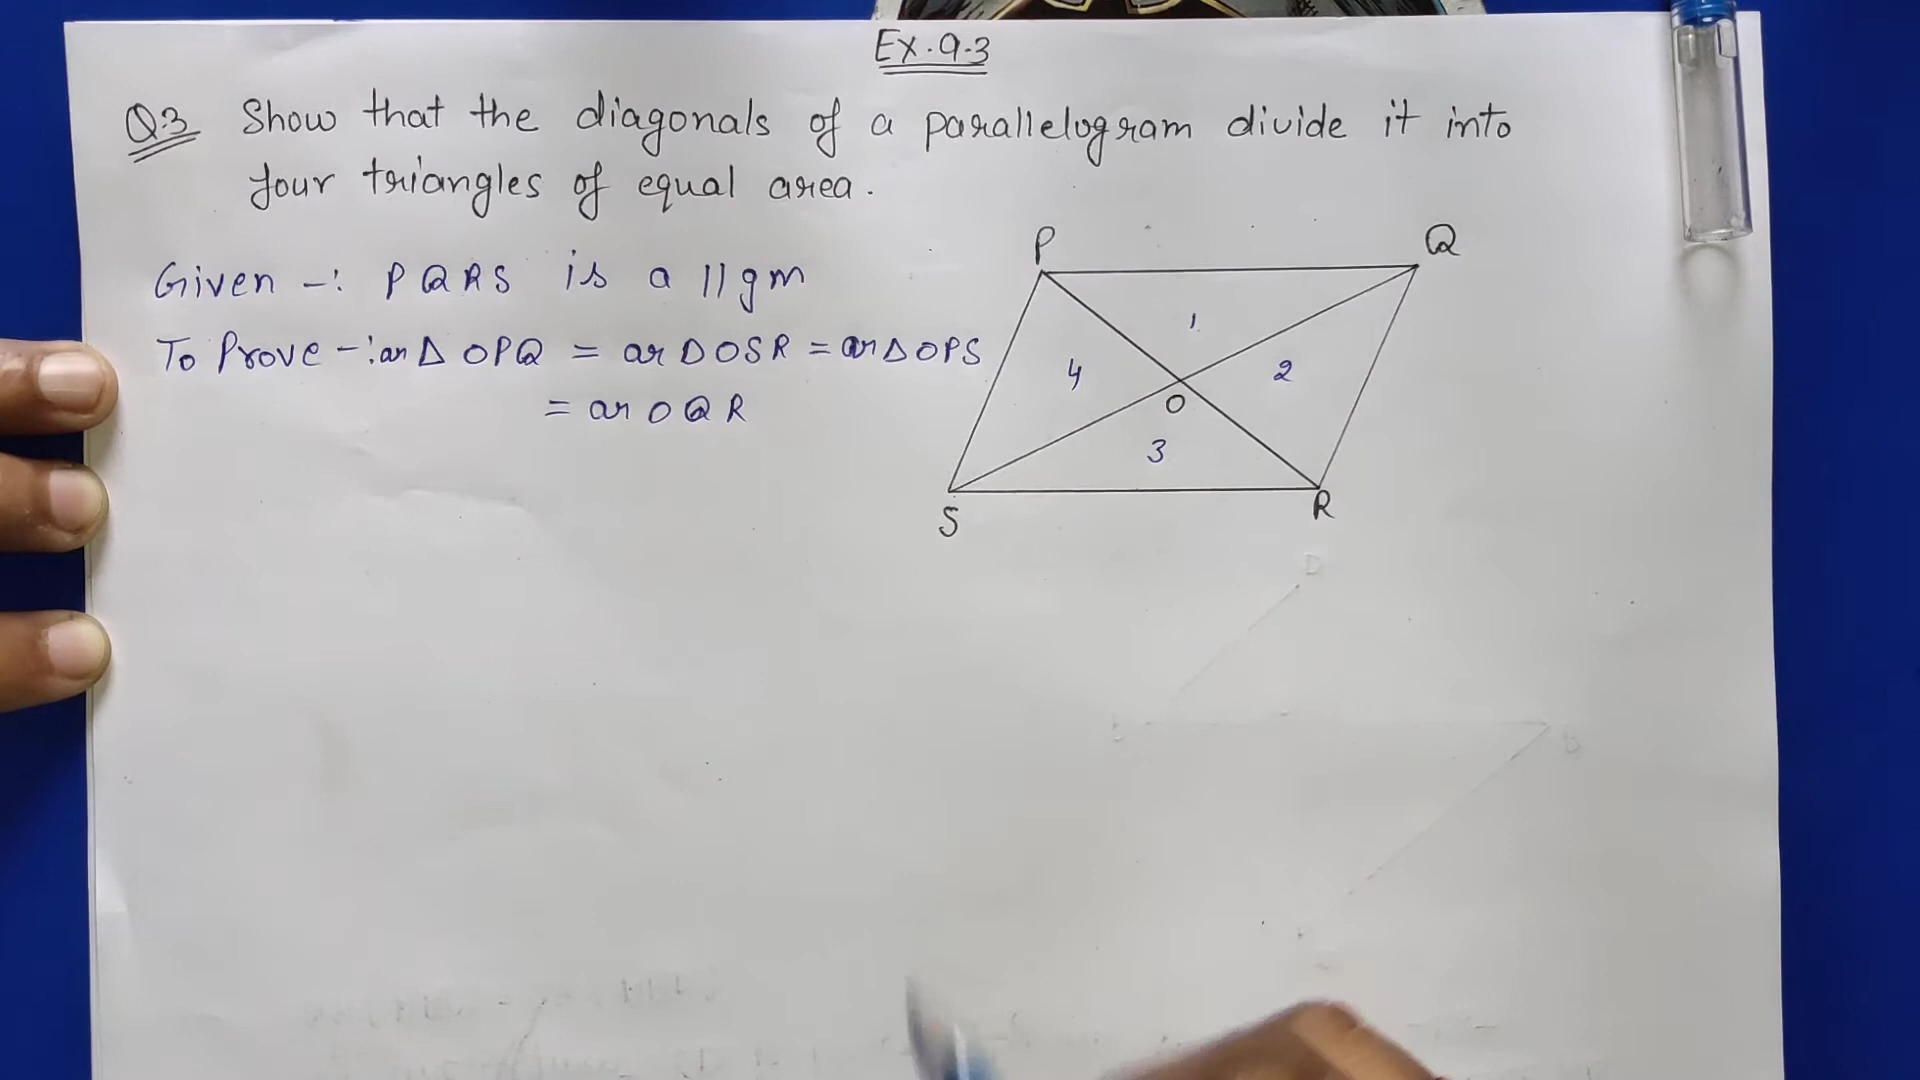 Ex.9.3
Q.3 Show that the diagonals of a parallelogram divide it into
four triangles of equal area.
Given -: PQRS is a ||gm
To Prove -: ar△OPQ = ar△OSR = ar△OPS
= ar OQR
P
Q
1
4
2
O
3
S
R